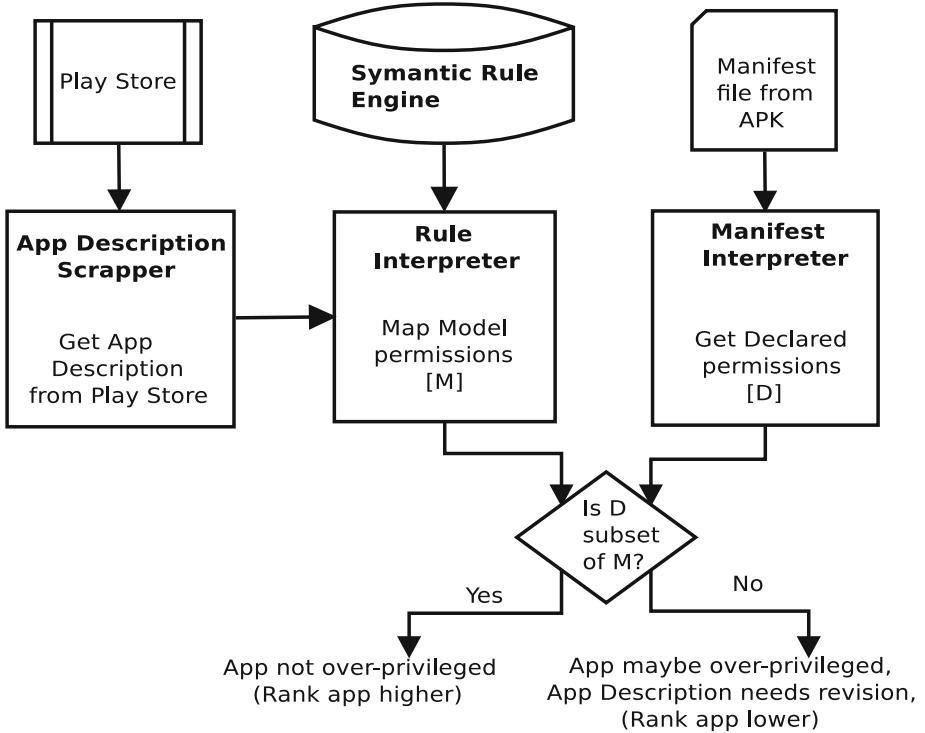 Play Store
Symantic Rule
Engine
Manifest
file from
APK
App Description
Scrapper
Get App
Description
from Play Store
Rule
Interpreter
Map Model
permissions
[M]
Manifest
Interpreter
Get Declared
permissions
[D]
Is D
subset
of M?
Yes
No
App not over-privileged
(Rank app higher)
App maybe over-privileged,
App Description needs revision,
(Rank app lower)